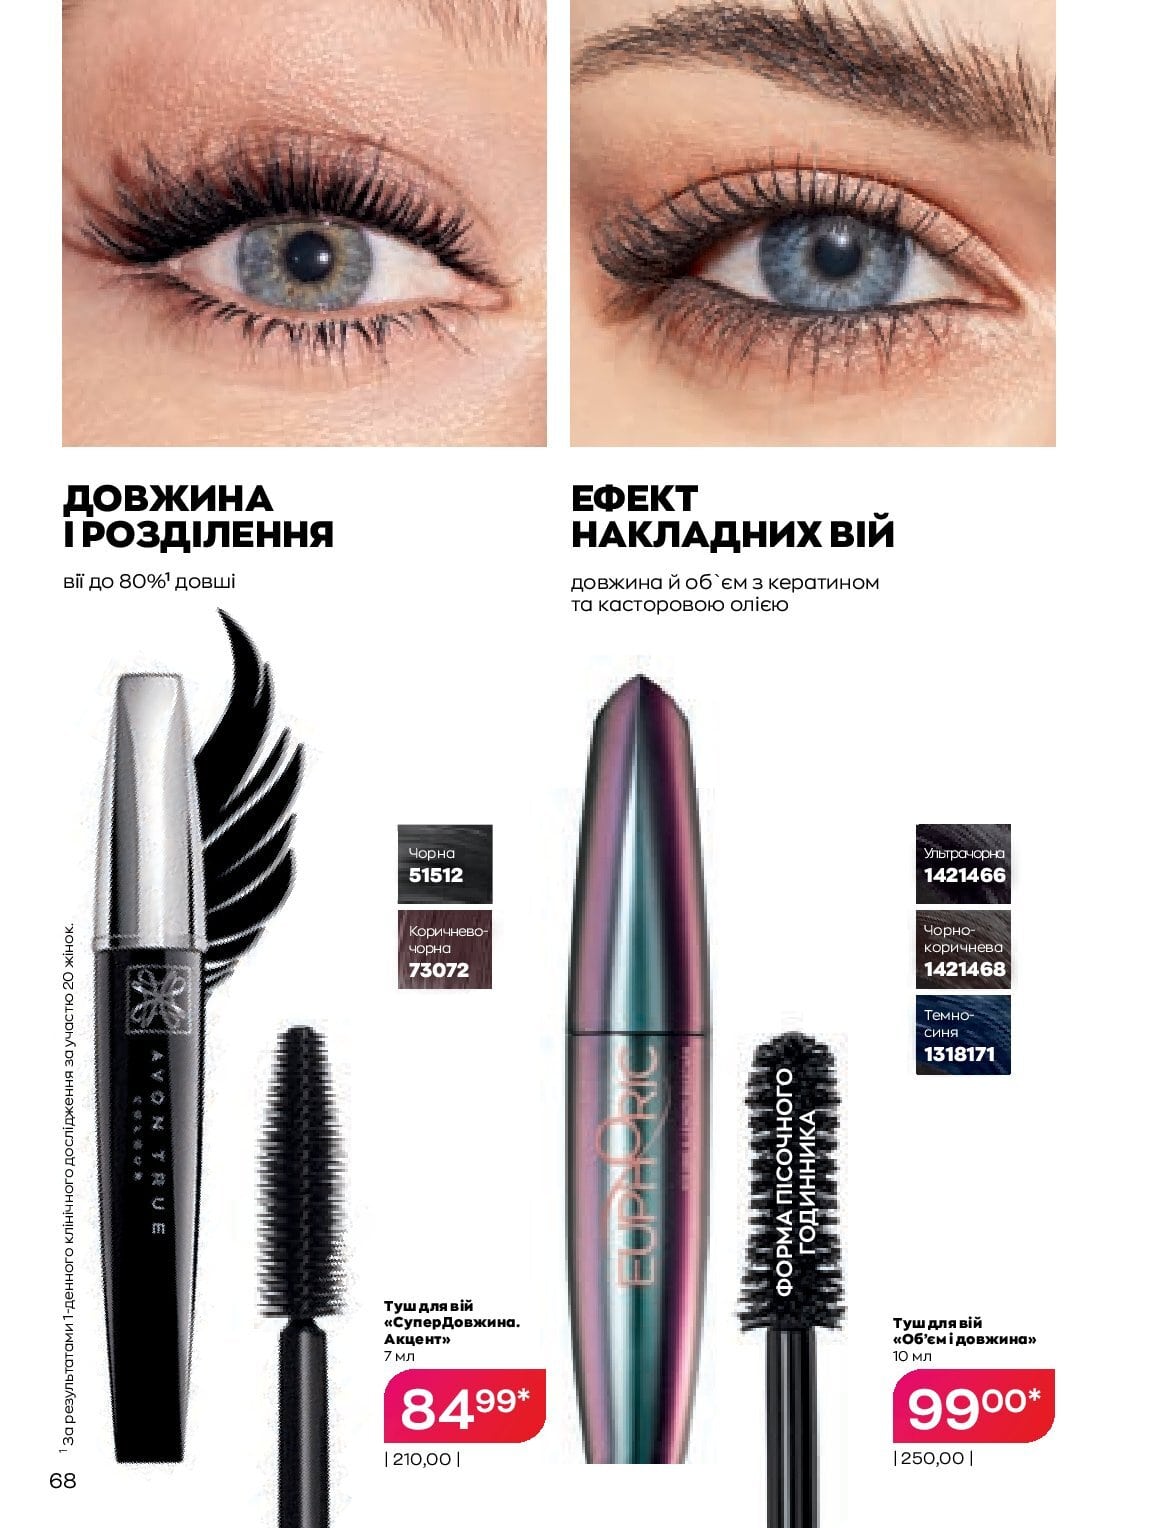 ДОВЖИНА
І РОЗДІЛЕННЯ
вії до 80%¹ довші
ЕФЕКТ
НАКЛАДНИХ ВІЙ
довжина й об`єм з кератином
та касторовою олією
Чорна
51512
Коричнево-
чорна
73072
Ультрачорна
1421466
Чорно-
коричнева
1421468
Темно-
синя
1318171
AVON TRUE
COLOUR
EUPHORIC
ФОРМА ПІСОЧНОГО
ГОДИННИКА
Туш для вій
«СуперДовжина.
Акцент»
7 мл
84⁹⁹*
| 210,00 |
Туш для вій
«Об’єм і довжина»
10 мл
99⁰⁰*
| 250,00 |
¹ За результатами 1-денного клінічного дослідження за участю 20 жінок.
68